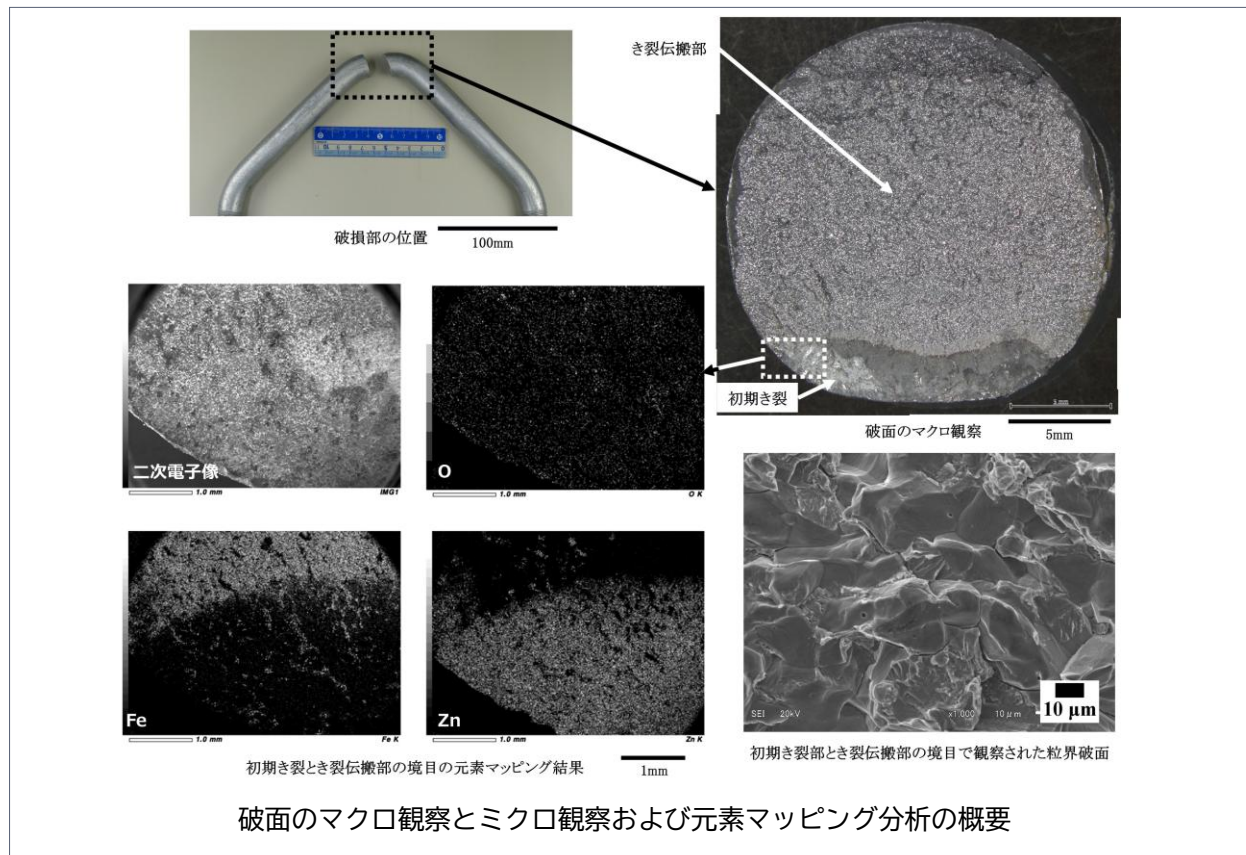 き裂伝搬部
破損部の位置
100mm
初期き裂
5mm
破面のマクロ観察
5mm
二次電子像
1.0 mm
IMG1
O
1.0 mm
O K
Fe
1.0 mm
Fe K
Zn
1.0 mm
Zn K
初期き裂とき裂伝搬部の境目の元素マッピング結果
1mm
SEI 20kV x1,000 10μm
10 μm
初期き裂部とき裂伝搬部の境目で観察された粒界破面
破面のマクロ観察とミクロ観察および元素マッピング分析の概要